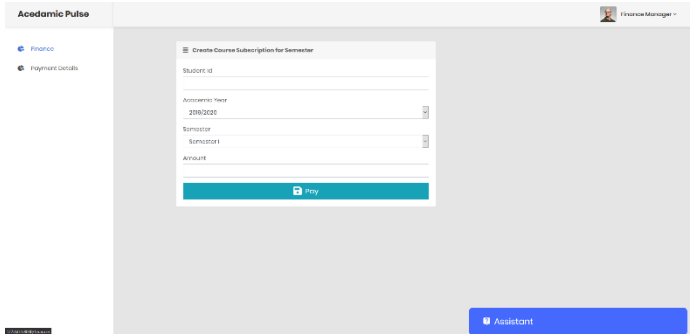 Acedamic Pulse
Finance Manager
Finance
Payment Details
Create Course Subscription for Semester
Student Id
Academic Year
2019/2020
Semester
Semester I
Amount
Pay
Assistant